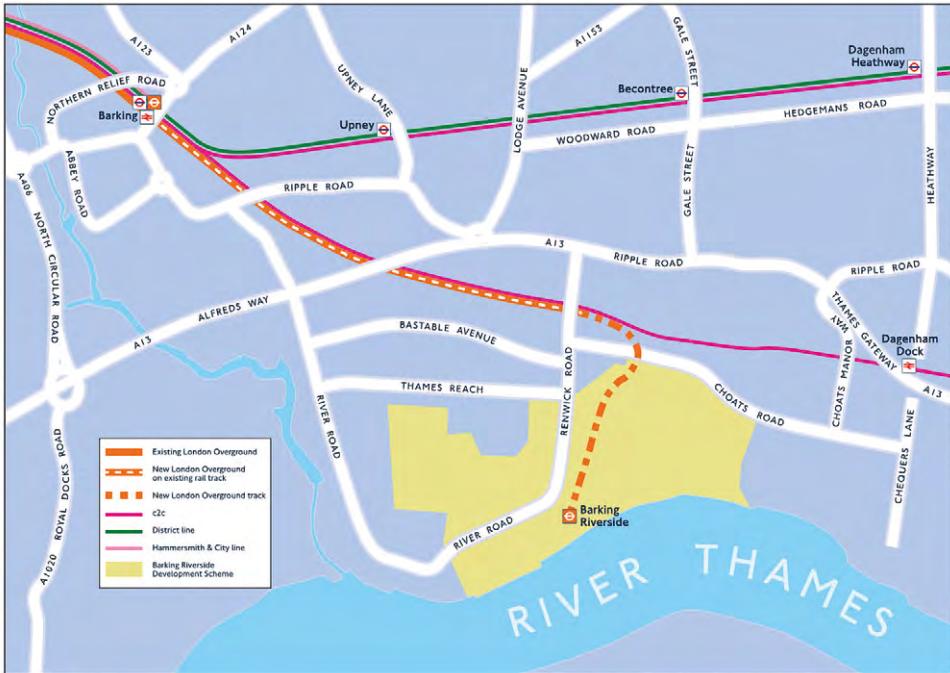 A123
A124
NORTHERN RELIEF ROAD
Barking
ABBEY ROAD
UPNEY LANE
Upney
LODGE AVENUE
A1153
GALE STREET
Becontree
Dagenham
Heathway
WOODWARD ROAD
HEDGEMANS ROAD
GALE STREET
HEATHWAY
RIPPLE ROAD
A406 NORTH CIRCULAR ROAD
A13
RIPPLE ROAD
RIPPLE ROAD
A13 ALFREDS WAY
THAMES GATEWAY
A13
CHOATS MANOR WAY
Dagenham
Dock
BASTABLE AVENUE
THAMES REACH
RENWICK ROAD
CHOATS ROAD
CHEQUERS LANE
RIVER ROAD
RIVER ROAD
Barking
Riverside
A1020 ROYAL DOCKS ROAD
RIVER THAMES
Existing London Overground
New London Overground
on existing rail track
New London Overground track
c2c
District line
Hammersmith & City line
Barking Riverside
Development Scheme